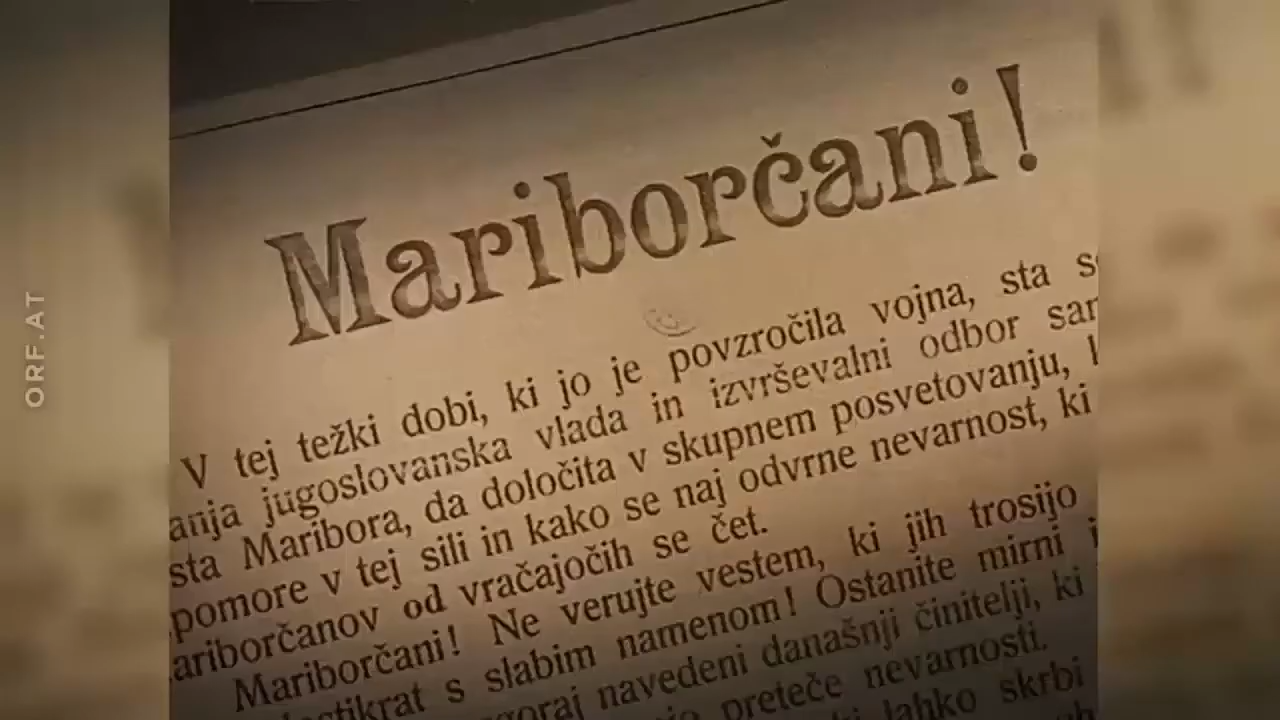 Mariborčani!
V tej težki dobi, ki jo je povzročila vojna, sta
anja jugoslovanska vlada in izvrševalni odbor
sta Maribora, da določita v skupnem posvetovanju,
pomore v tej sili in kako se naj odvrne nevarnost, ki
ariborčanov od vračajočih se čet.
Mariborčani! Ne verujte vestem, ki jih trosijo
s slabim namenom! Ostanite mirni
navedeni današnji činitelji, ki
preteče nevarnosti.
lahko skrbi
ORF.AT